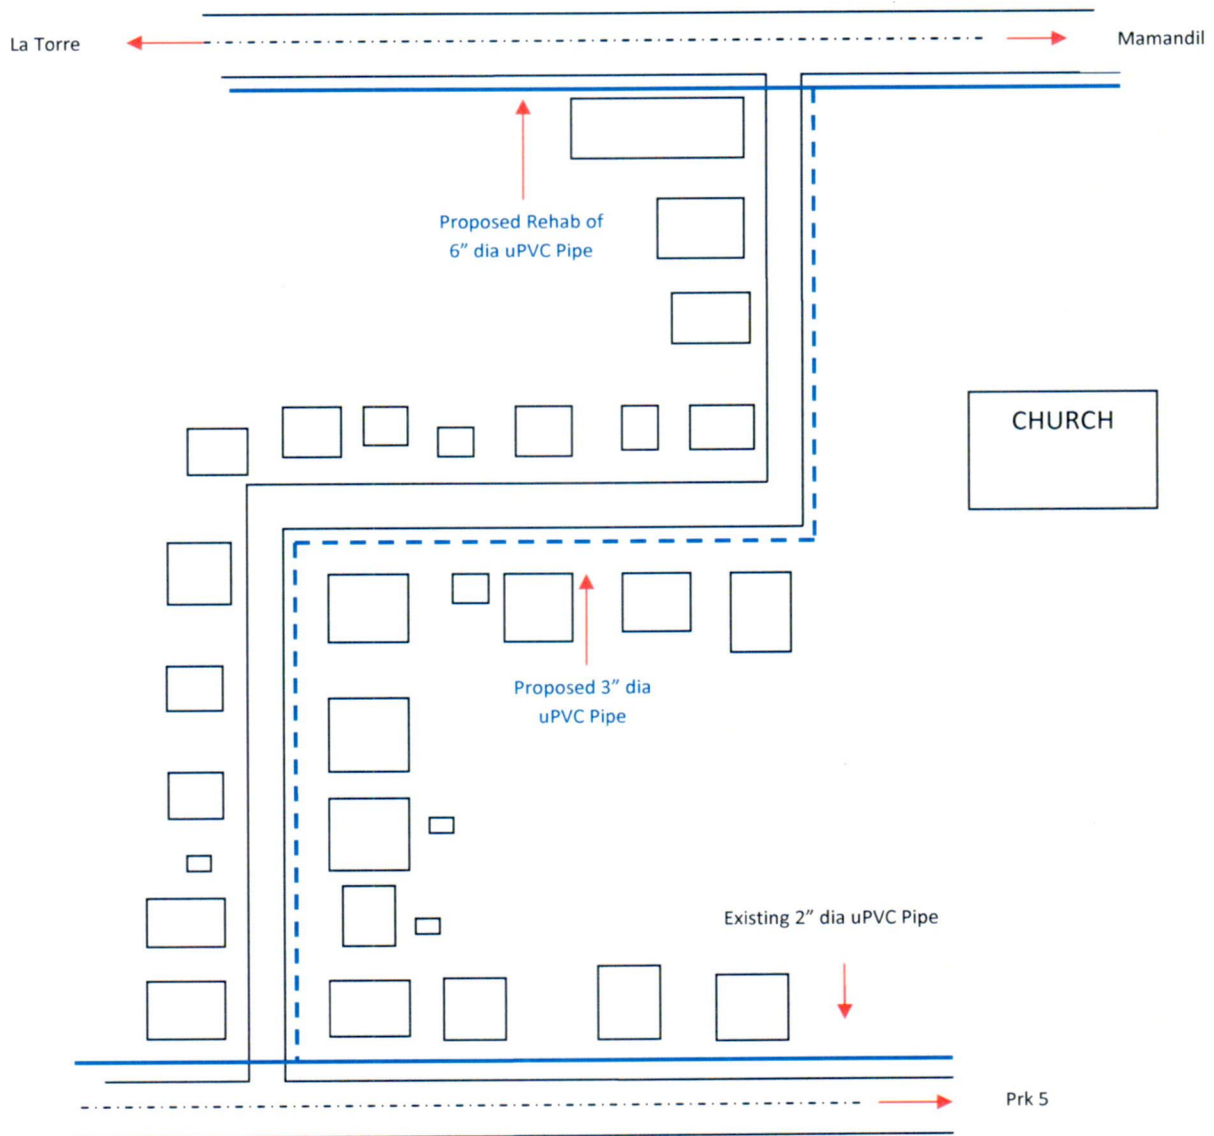 La Torre
Mamandil
Proposed Rehab of
6” dia uPVC Pipe
CHURCH
Proposed 3” dia
uPVC Pipe
Existing 2” dia uPVC Pipe
Prk 5